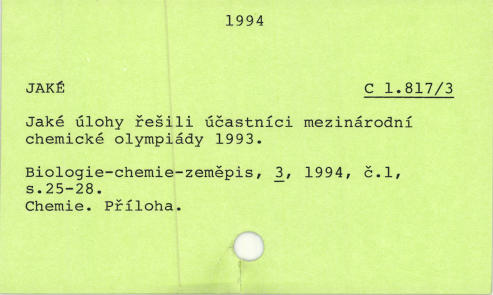 1994
JAKÉ C 1.817/3
Jaké úlohy řešili účastníci mezinárodní
chemické olympiády 1993.
Biologie-chemie-zeměpis, 3, 1994, č.1,
s.25-28.
Chemie. Příloha.